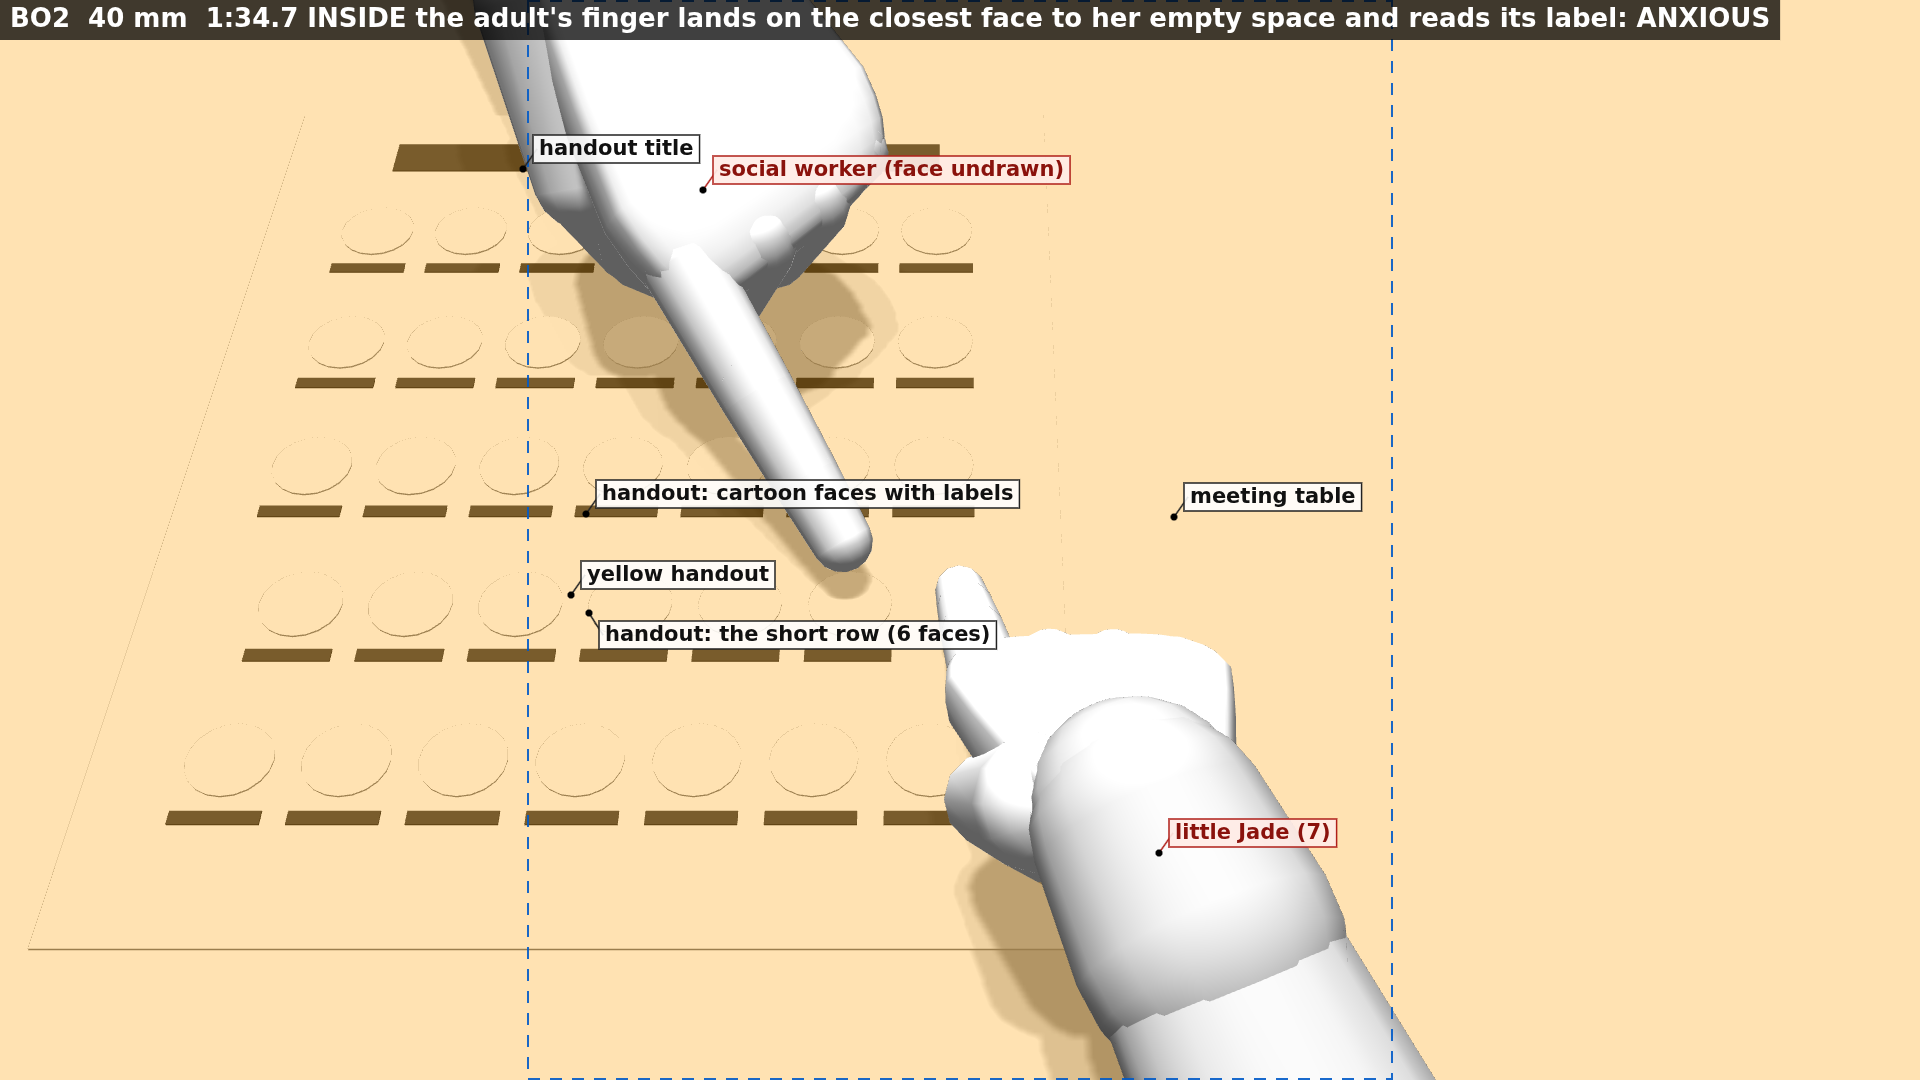 BO2 40 mm 1:34.7 INSIDE the adult's finger lands on the closest face to her empty space and reads its label: ANXIOUS
handout title
social worker (face undrawn)
handout: cartoon faces with labels
meeting table
yellow handout
handout: the short row (6 faces)
little Jade (7)